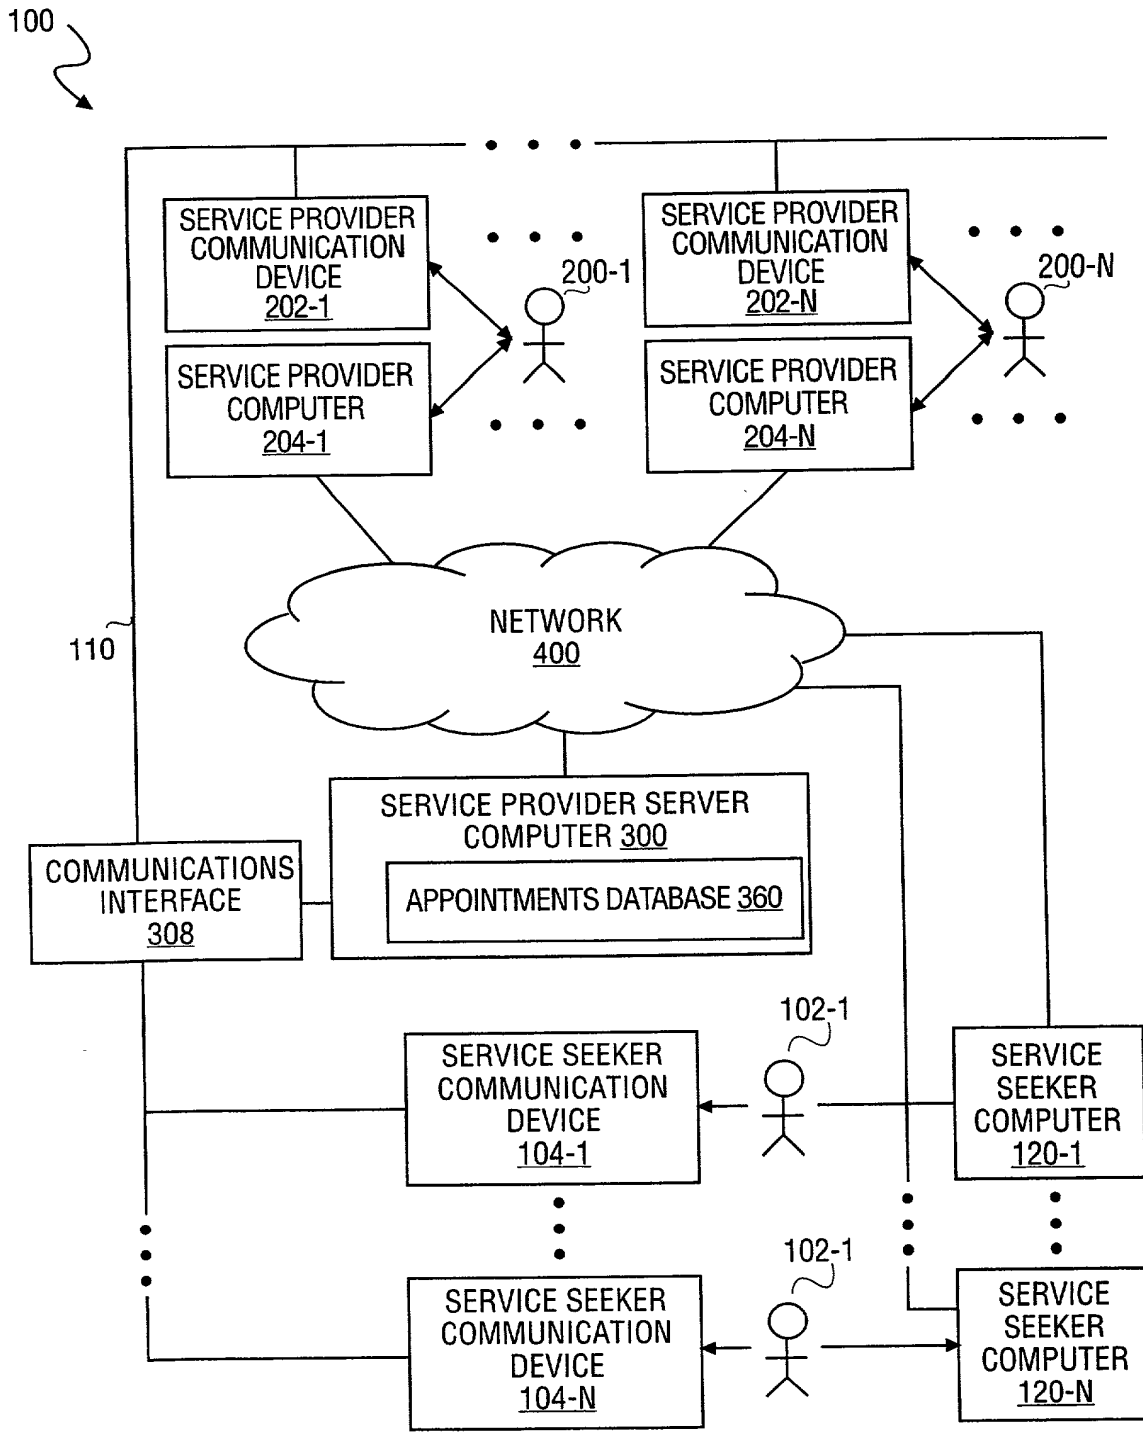 100
SERVICE PROVIDER
COMMUNICATION
DEVICE
202-1
200-1
SERVICE PROVIDER
COMMUNICATION
DEVICE
202-N
200-N
SERVICE PROVIDER
COMPUTER
204-1
SERVICE PROVIDER
COMPUTER
204-N
NETWORK
400
110
SERVICE PROVIDER SERVER
COMPUTER 300
APPOINTMENTS DATABASE 360
COMMUNICATIONS
INTERFACE
308
102-1
SERVICE SEEKER
COMMUNICATION
DEVICE
104-1
SERVICE
SEEKER
COMPUTER
120-1
102-1
SERVICE SEEKER
COMMUNICATION
DEVICE
104-N
SERVICE
SEEKER
COMPUTER
120-N